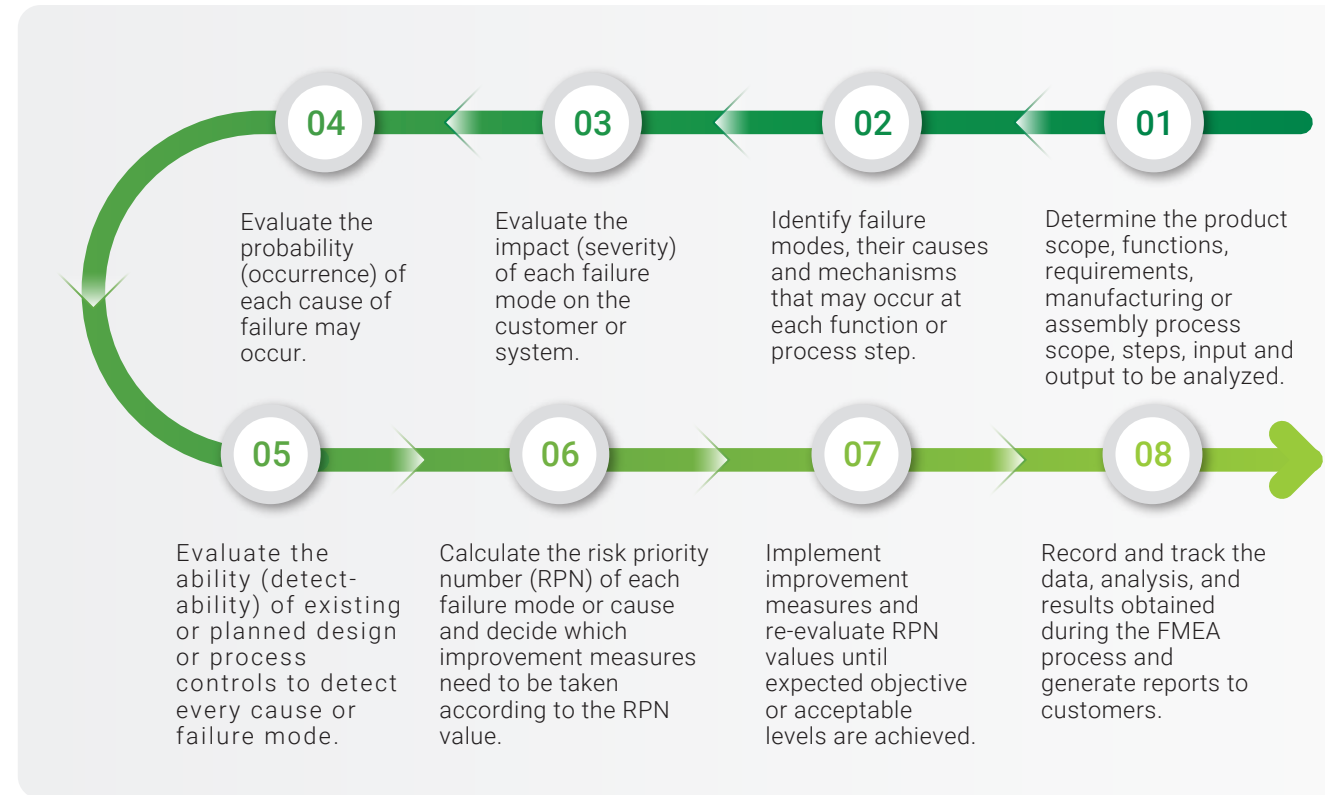 01
Determine the product
scope, functions,
requirements,
manufacturing or
assembly process
scope, steps, input and
output to be analyzed.
02
Identify failure
modes, their causes
and mechanisms
that may occur at
each function or
process step.
03
Evaluate the
impact (severity)
of each failure
mode on the
customer or
system.
04
Evaluate the
probability
(occurrence) of
each cause of
failure may
occur.
05
Evaluate the
ability (detect-
ability) of existing
or planned design
or process
controls to detect
every cause or
failure mode.
06
Calculate the risk priority
number (RPN) of each
failure mode or cause
and decide which
improvement measures
need to be taken
according to the RPN
value.
07
Implement
improvement
measures and
re-evaluate RPN
values until
expected objective
or acceptable
levels are achieved.
08
Record and track the
data, analysis, and
results obtained
during the FMEA
process and
generate reports to
customers.